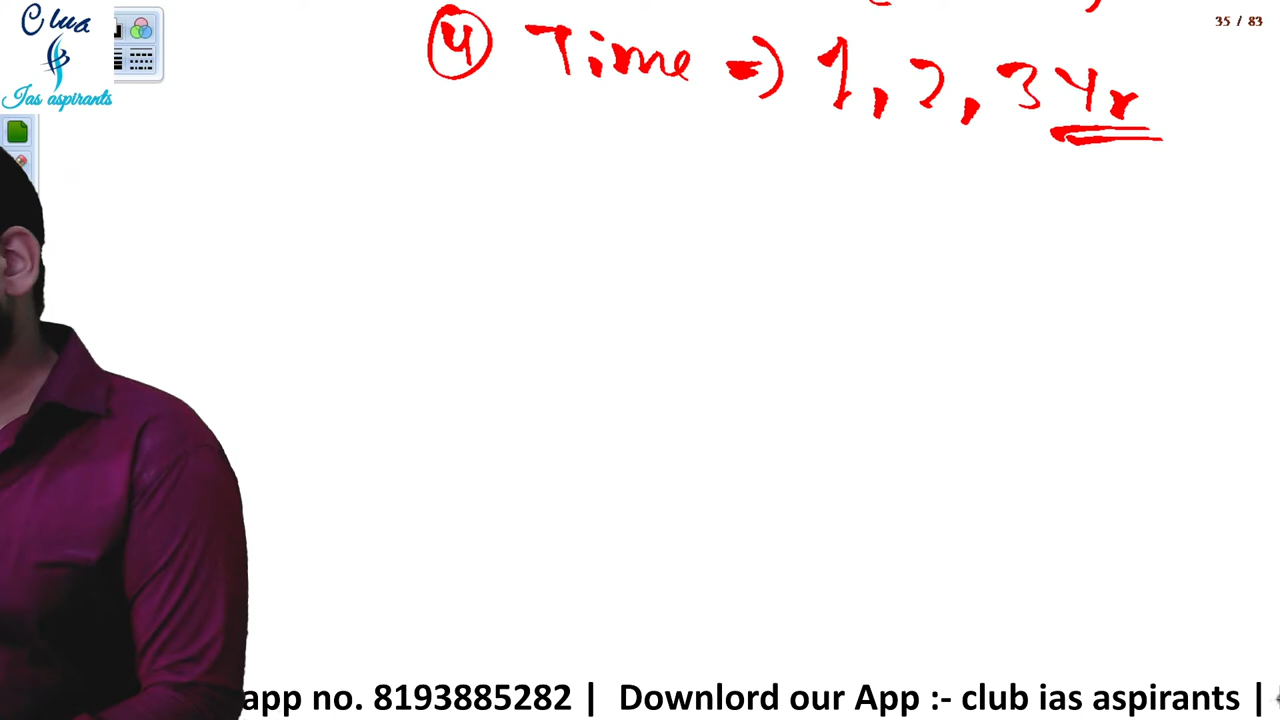 Club
Ias aspirants
35 / 83
4 Time => 1, 2, 3 yr
app no. 8193885282 | Downlord our App :- club ias aspirants |